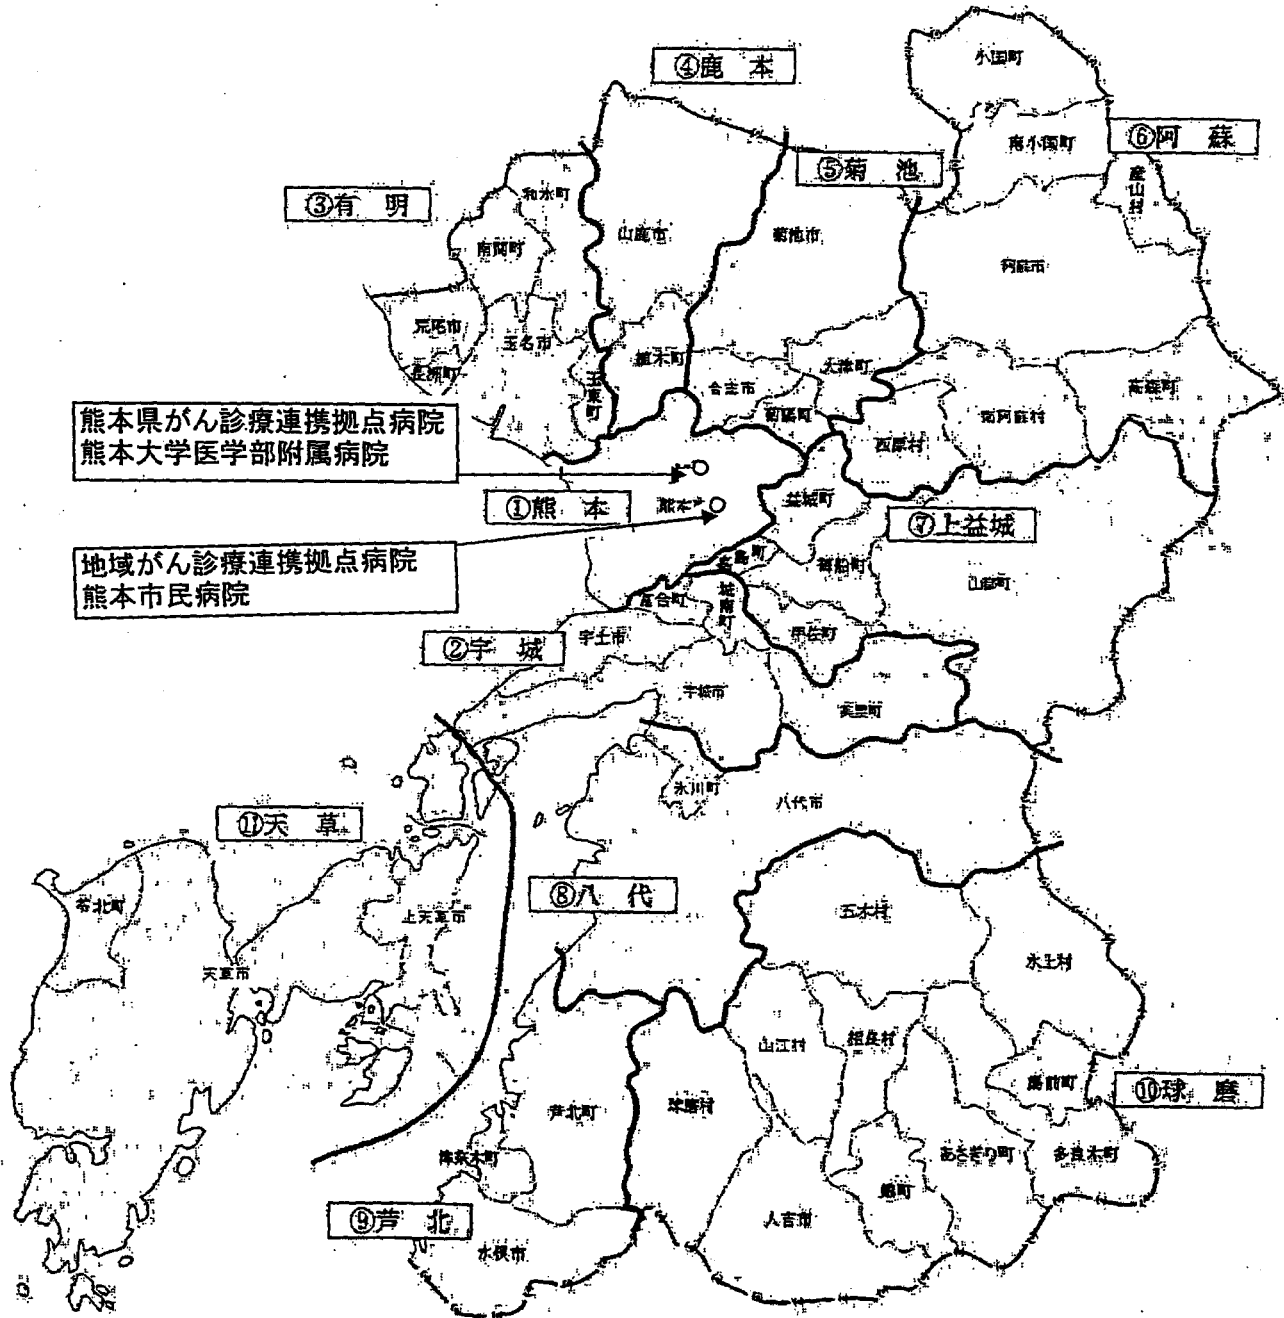 小国町
④鹿 本
南小国町
⑥阿 蘇
⑤菊 池
産山村
③有 明
和水町
山鹿市
菊池市
南関町
阿蘇市
荒尾市
玉名市
長洲町
植木町
大津町
合志市
高森町
玉東町
菊陽町
南阿蘇村
西原村
熊本県がん診療連携拠点病院
熊本大学医学部附属病院
①熊 本
熊本市
益城町
⑦上益城
地域がん診療連携拠点病院
熊本市民病院
嘉島町
御船町
山都町
富合町
城南町
甲佐町
②宇 城
宇土市
宇城市
美里町
氷川町
八代市
⑪天 草
⑧八 代
苓北町
上天草市
五木村
天草市
水上村
山江村
相良村
湯前町
⑩球 磨
芦北町
球磨村
津奈木町
あさぎり町
多良木町
錦町
⑨芦 北
人吉市
水俣市